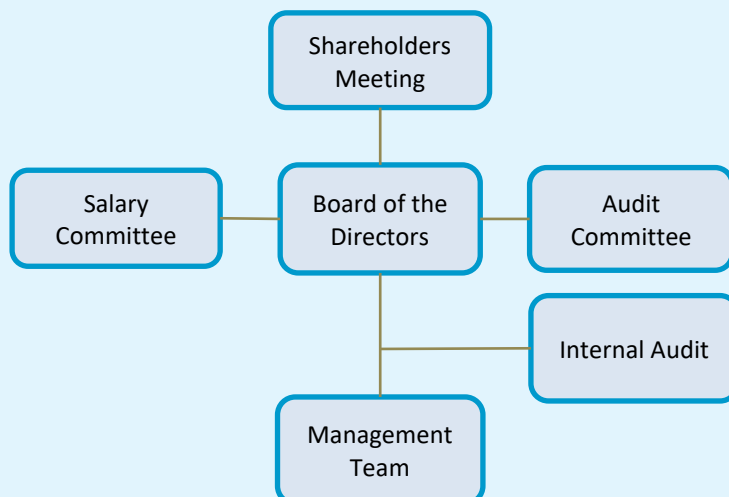 Shareholders
Meeting
Salary
Committee
Board of the
Directors
Audit
Committee
Internal Audit
Management
Team